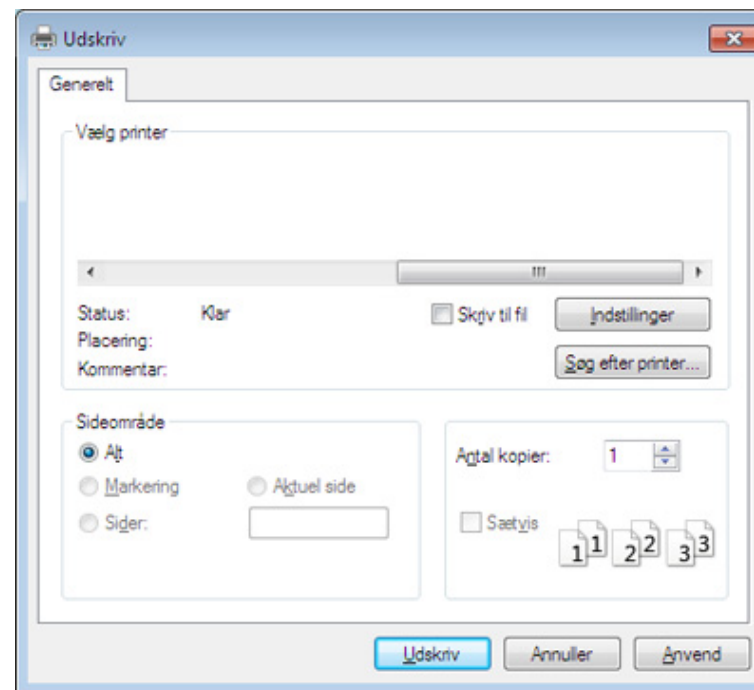 Udskriv
Generelt
Vælg printer
Status: Klar
Skriv til fil
Indstillinger
Placering:
Søg efter printer...
Kommentar:
Sideområde
Alt
Antal kopier: 1
Markering
Aktuel side
Sider:
Sætvis
1 1 2 2 3 3
Udskriv
Annuller
Anvend